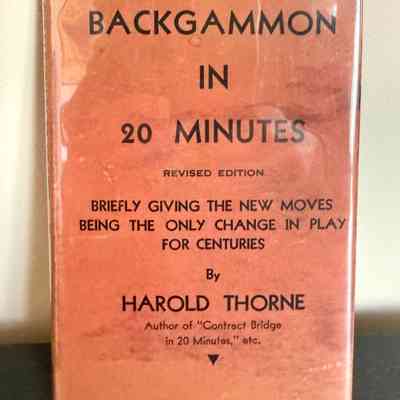 BACKGAMMON
IN
20 MINUTES
REVISED EDITION
BRIEFLY GIVING THE NEW MOVES
BEING THE ONLY CHANGE IN PLAY
FOR CENTURIES
By
HAROLD THORNE
Author of "Contract Bridge
in 20 Minutes," etc.